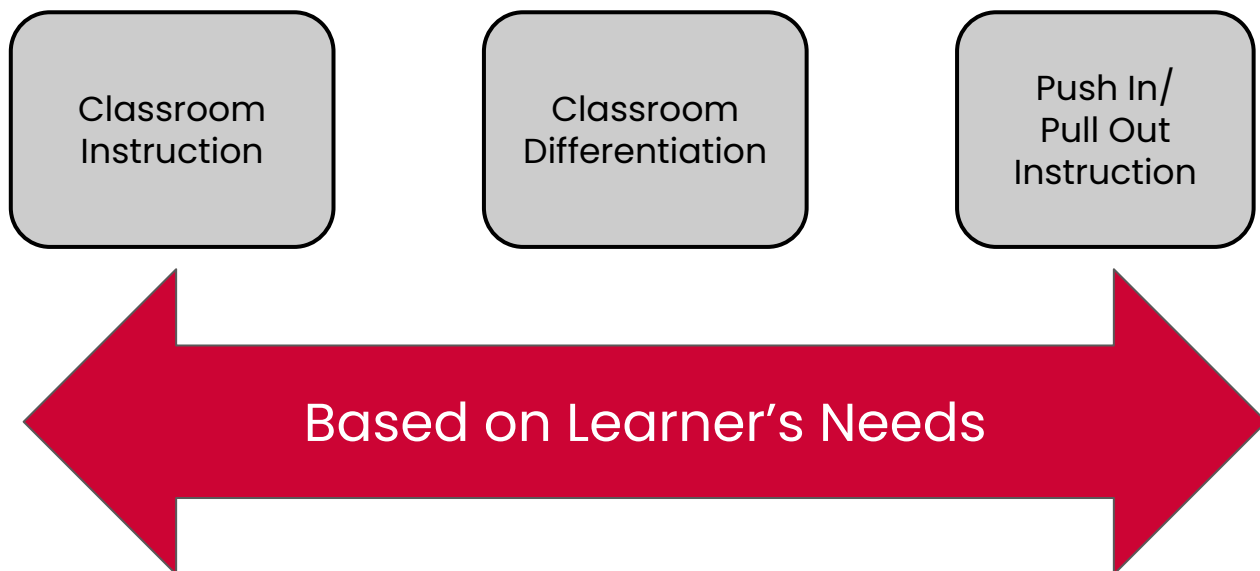 Classroom
Instruction
Classroom
Differentiation
Push In/
Pull Out
Instruction
Based on Learner’s Needs